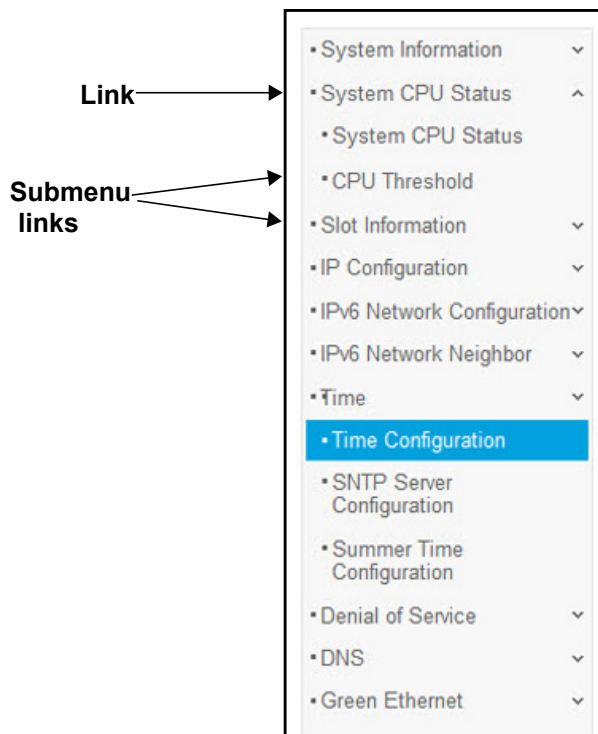 Link
Submenu
links
▪ System Information
▪ System CPU Status
▪ System CPU Status
▪ CPU Threshold
▪ Slot Information
▪ IP Configuration
▪ IPv6 Network Configuration
▪ IPv6 Network Neighbor
▪ Time
▪ Time Configuration
▪ SNTP Server
Configuration
▪ Summer Time
Configuration
▪ Denial of Service
▪ DNS
▪ Green Ethernet